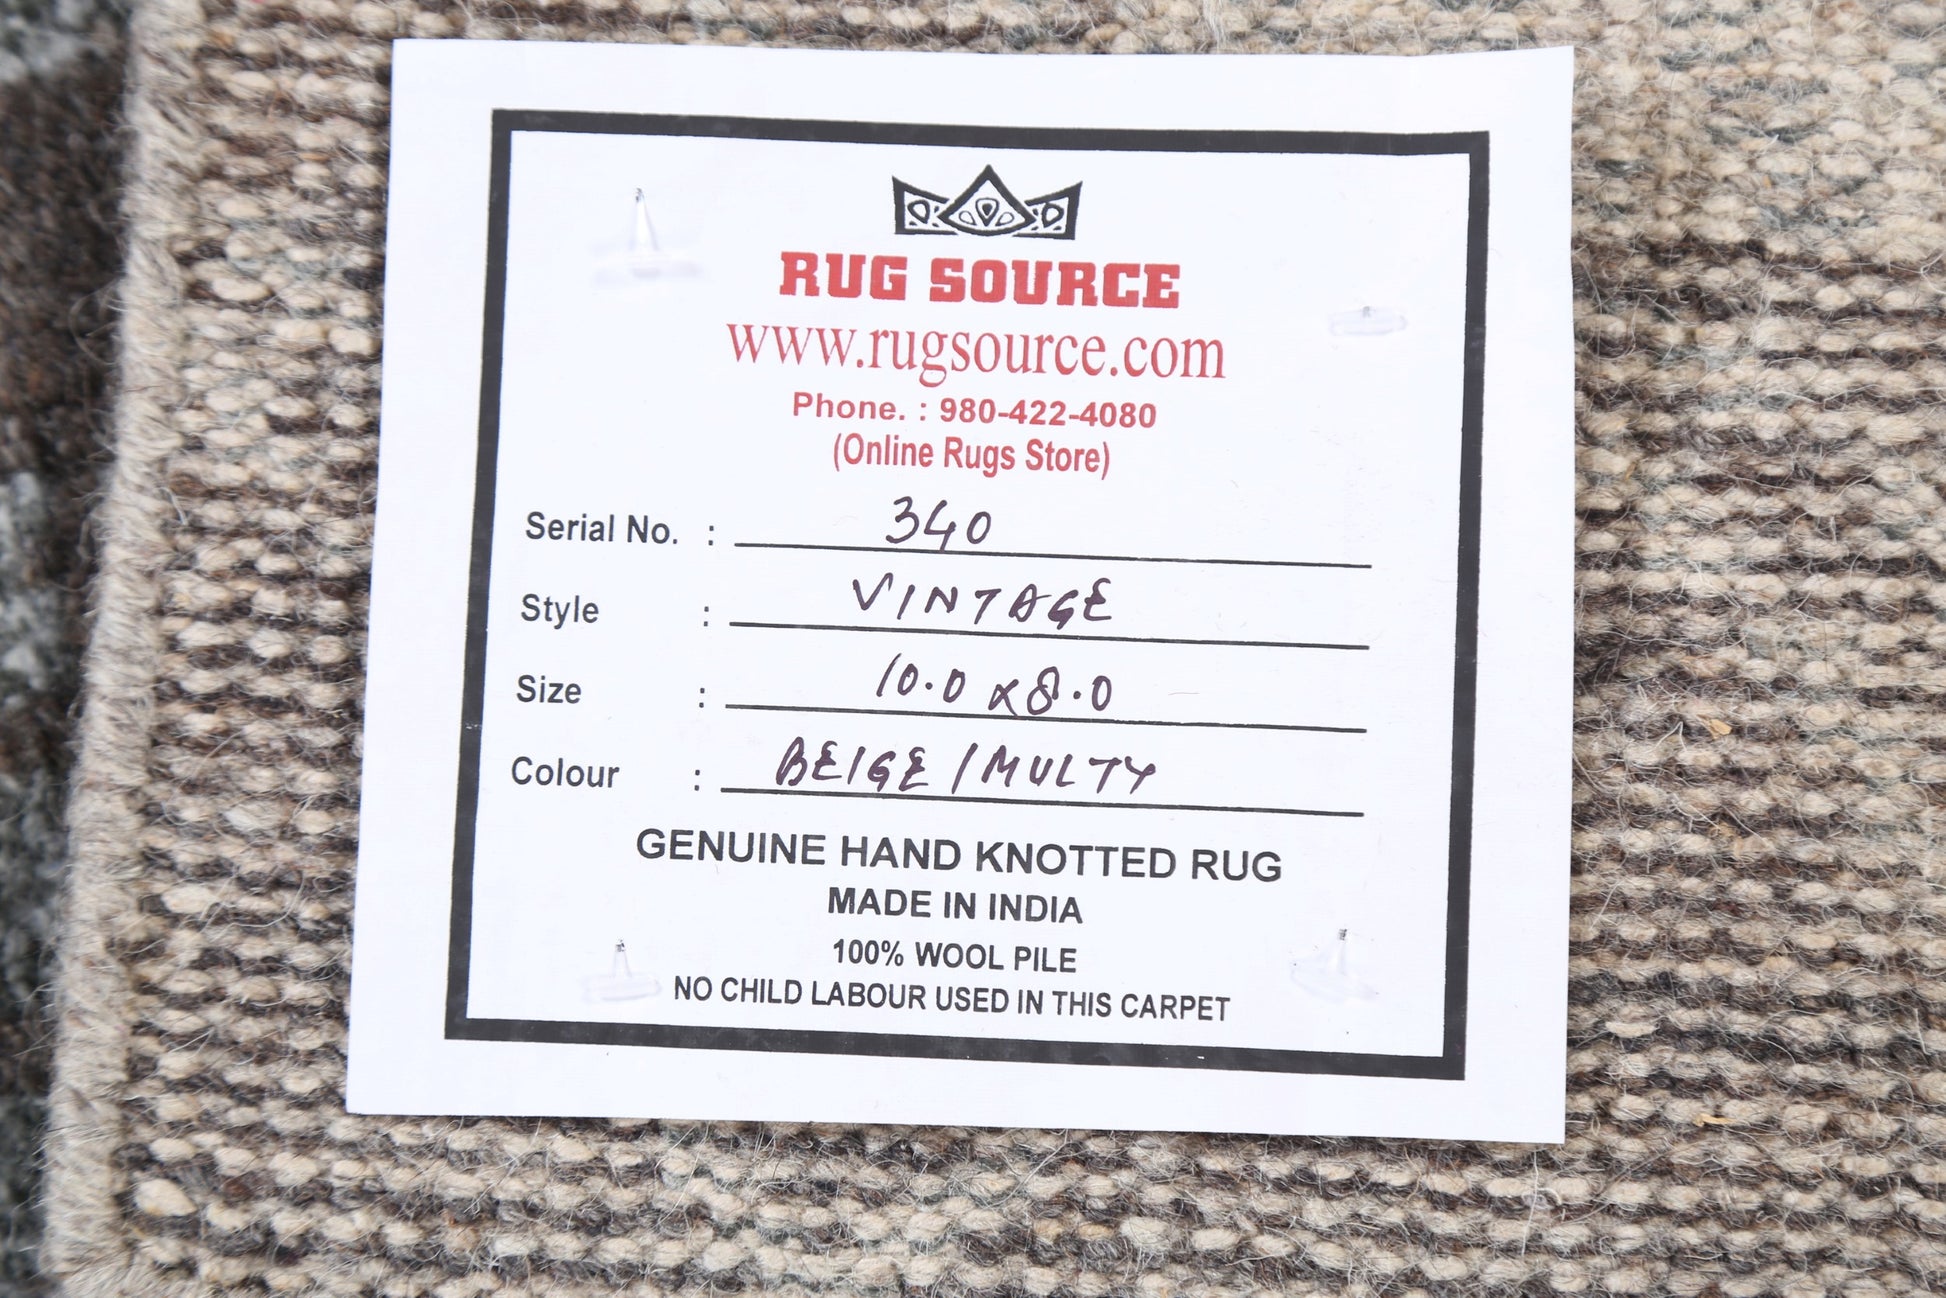 RUG SOURCE
www.rugsource.com
Phone. : 980-422-4080
(Online Rugs Store)
Serial No. : 340
Style : VINTAGE
Size : 10.0 x 8.0
Colour : BEIGE / MULTY
GENUINE HAND KNOTTED RUG
MADE IN INDIA
100% WOOL PILE
NO CHILD LABOUR USED IN THIS CARPET